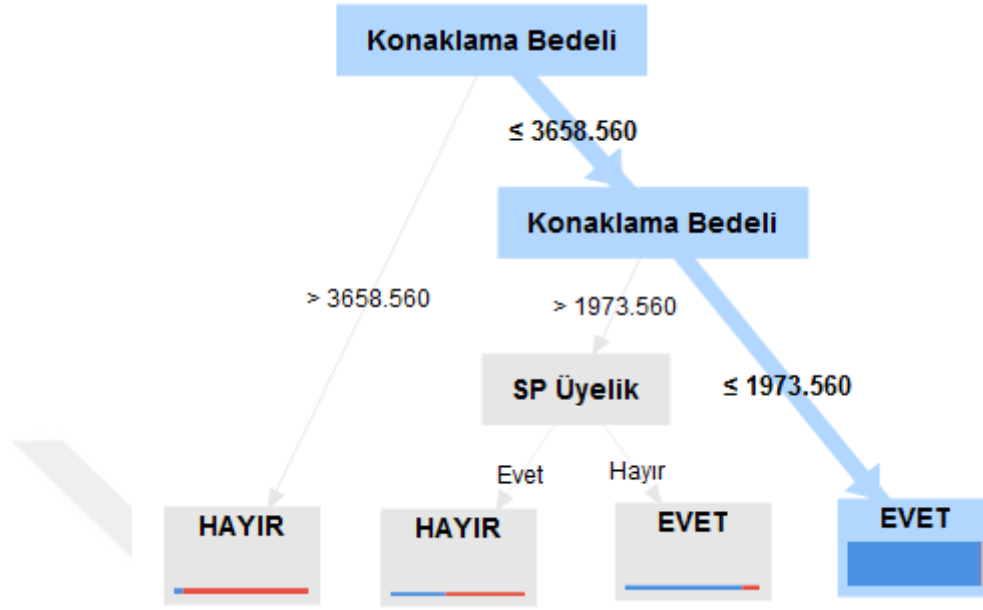 Konaklama Bedeli
≤ 3658.560
Konaklama Bedeli
> 3658.560
> 1973.560
SP Üyelik
≤ 1973.560
Evet
Hayır
HAYIR
HAYIR
EVET
EVET